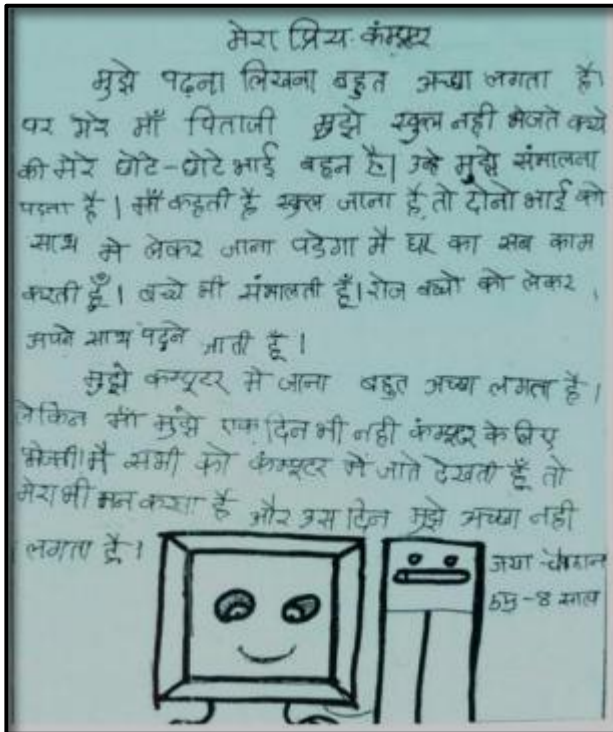 मेरा प्रिय कंम्प्यूटर
मुझे पढ़ना लिखना बहुत अच्छा लगता है।
पर मेरे माँ पिताजी मुझे स्कुल नही भेजते क्यो
की मेरे छोटे-छोटे भाई बहन है। उन्हे मुझे संभालना
पडता है। माँ कहती है स्कुल जाना है तो दोनो भाई को
साथ मे लेकर जाना पडेगा मै घर का सब काम
करती हूँ। बच्चे भी संभालती हूँ। रोज बच्चो को लेकर
अपने साथ पढ़ने जाती हूँ।
मुझे कम्प्यूटर मे जाना बहुत अच्छा लगता है।
लेकिन माँ मुझे एक दिन भी नही कंम्प्यूटर के लिए
भेजती। मै सभी को कंम्प्यूटर मे जाते देखती हूँ तो
मेरा भी मन करता है और उस दिन मुझे अच्छा नही
लगता है।
जया चौहान
उम्र-8 साल